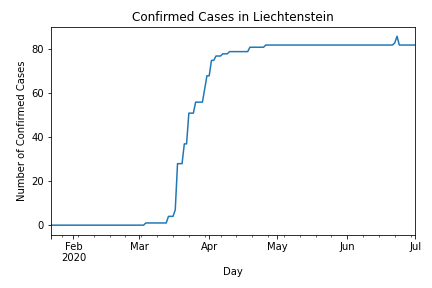 Confirmed Cases in Liechtenstein
Number of Confirmed Cases
80
60
40
20
0
Feb
2020
Mar
Apr
May
Jun
Jul
Day